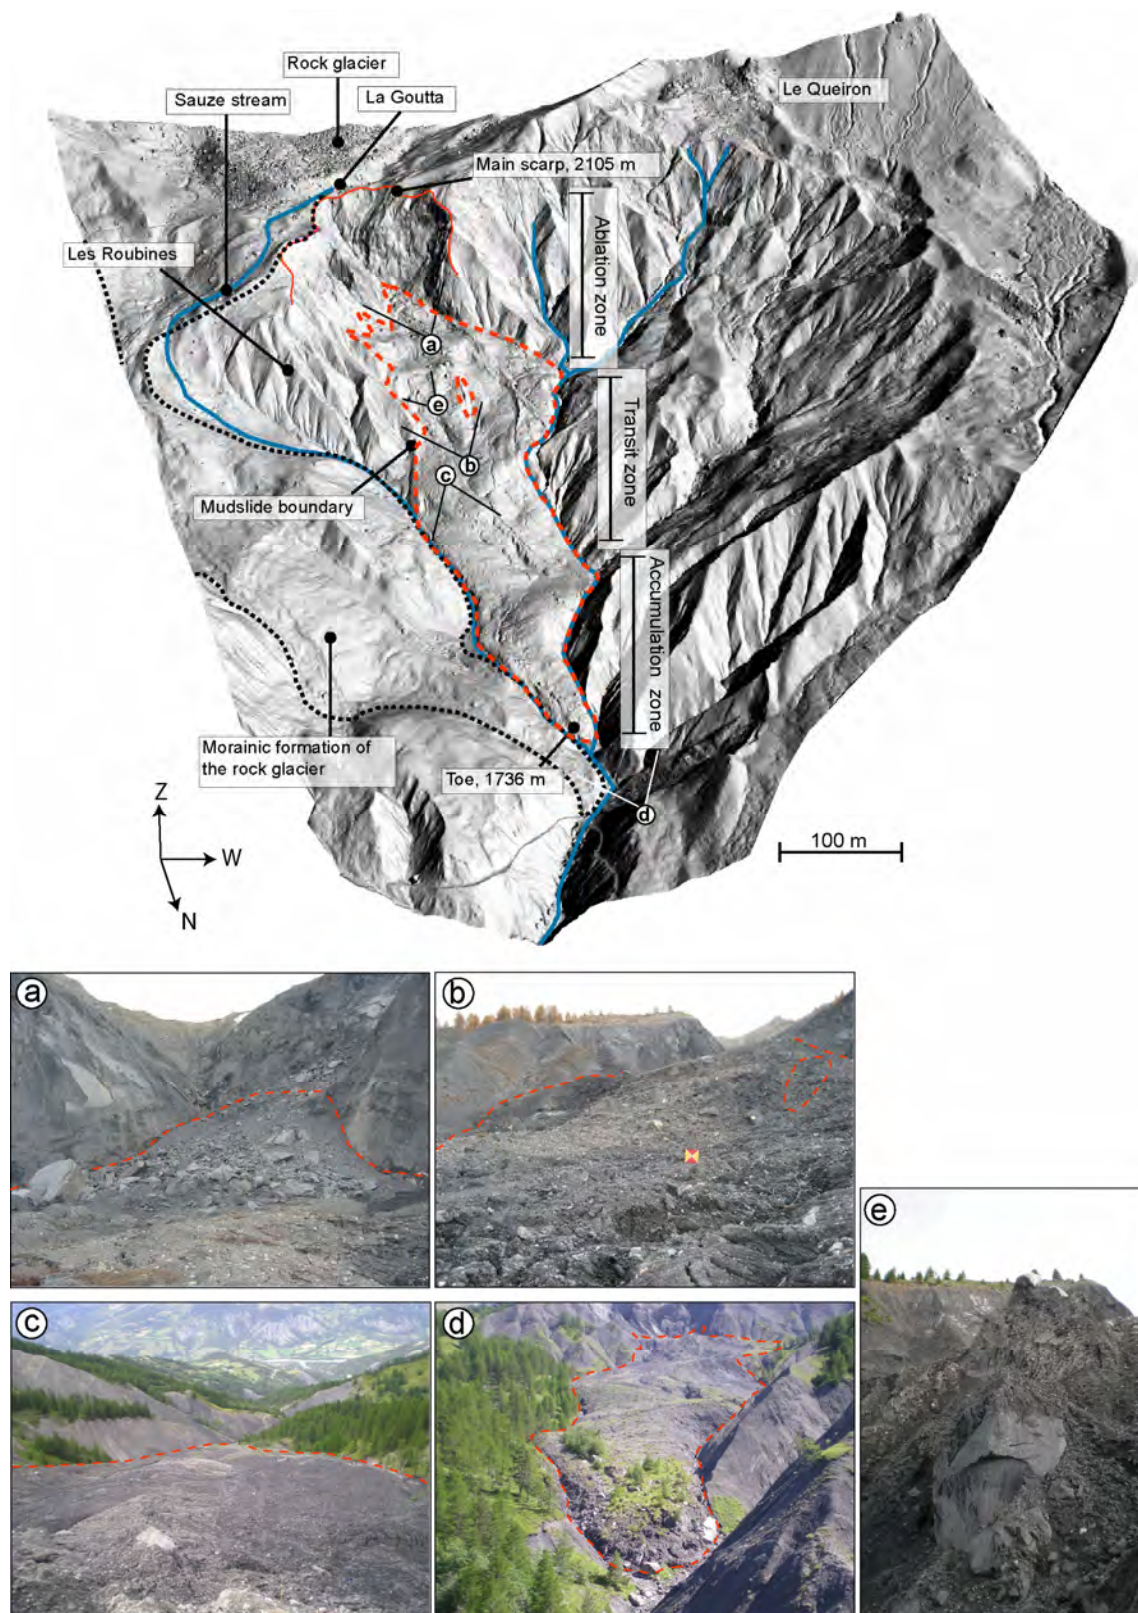 Rock glacier
Sauze stream
La Goutta
Le Queiron
Main scarp, 2105 m
Ablation zone
Les Roubines
a
e
Transit zone
b
c
Mudslide boundary
Accumulation zone
Morainic formation of
the rock glacier
Toe, 1736 m
d
Z
W
N
100 m
a
b
e
c
d